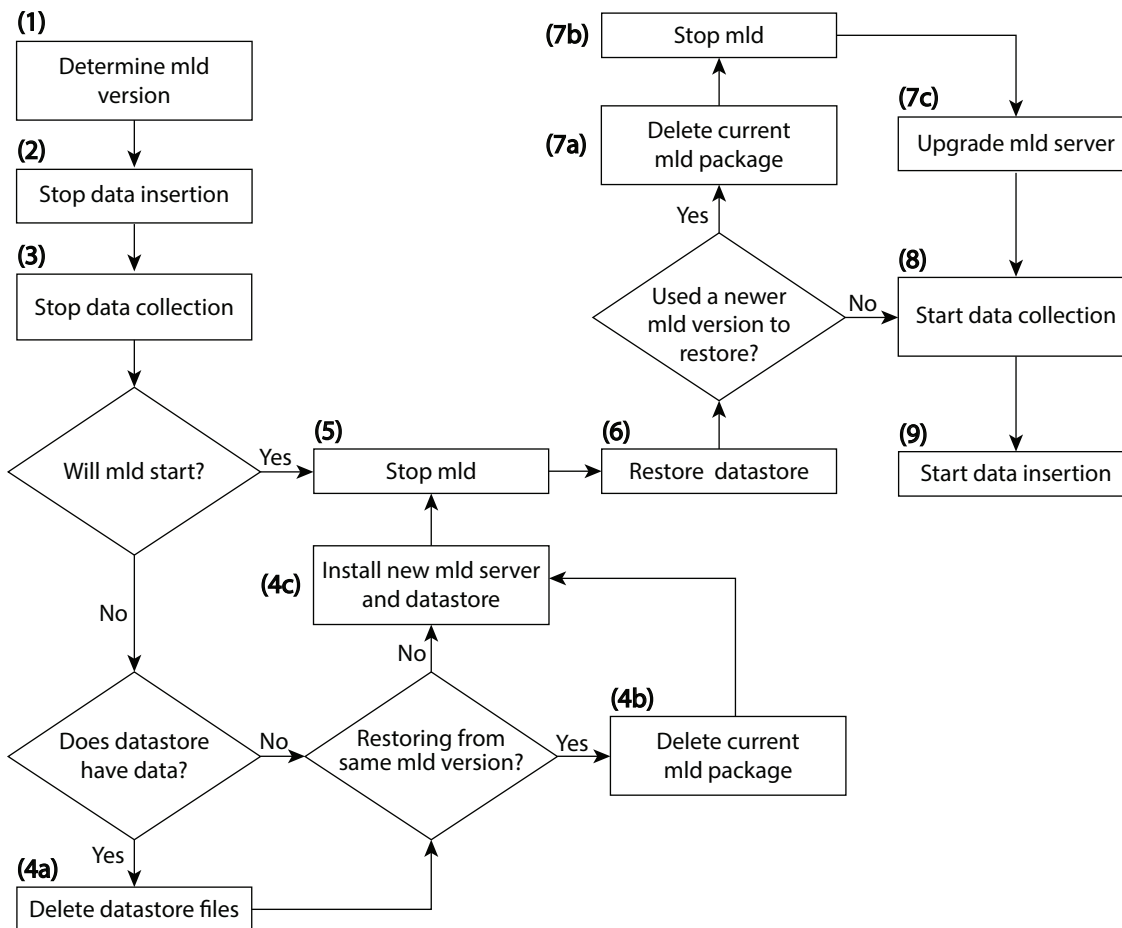 (1)
Determine mld
version
(2)
Stop data insertion
(3)
Stop data collection
Will mld start?
Yes
No
Does datastore
have data?
No
Yes
(4a)
Delete datastore files
Restoring from
same mld version?
No
Yes
(4b)
Delete current
mld package
(4c)
Install new mld server
and datastore
(5)
Stop mld
(6)
Restore datastore
Used a newer
mld version to
restore?
Yes
No
(7a)
Delete current
mld package
(7b)
Stop mld
(7c)
Upgrade mld server
(8)
Start data collection
(9)
Start data insertion